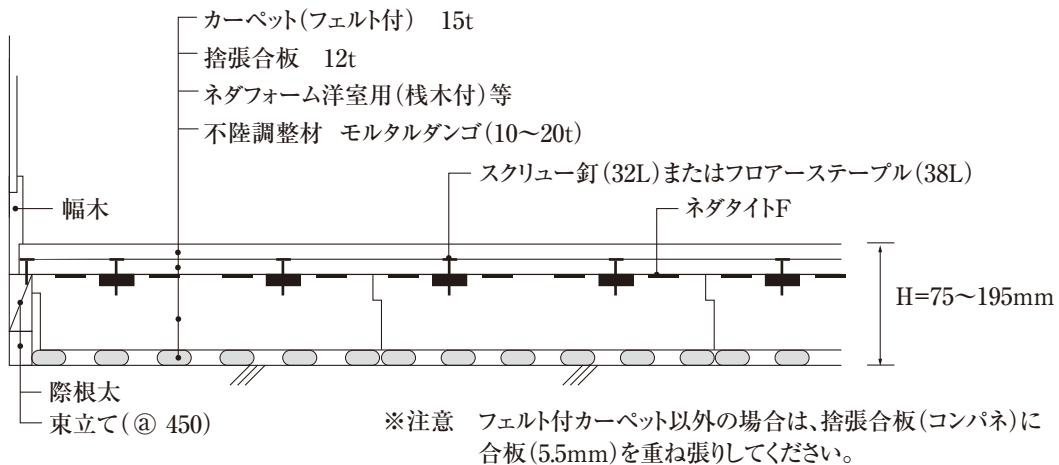 カーペット(フェルト付)　15t
捨張合板　12t
ネダフォーム洋室用(桟木付)等
不陸調整材　モルタルダンゴ(10〜20t)
スクリュー釘(32L)またはフロアーステープル(38L)
ネダタイトF
幅木
H=75〜195mm
際根太
束立て(ⓐ 450)
※注意　フェルト付カーペット以外の場合は、捨張合板(コンパネ)に
合板(5.5mm)を重ね張りしてください。